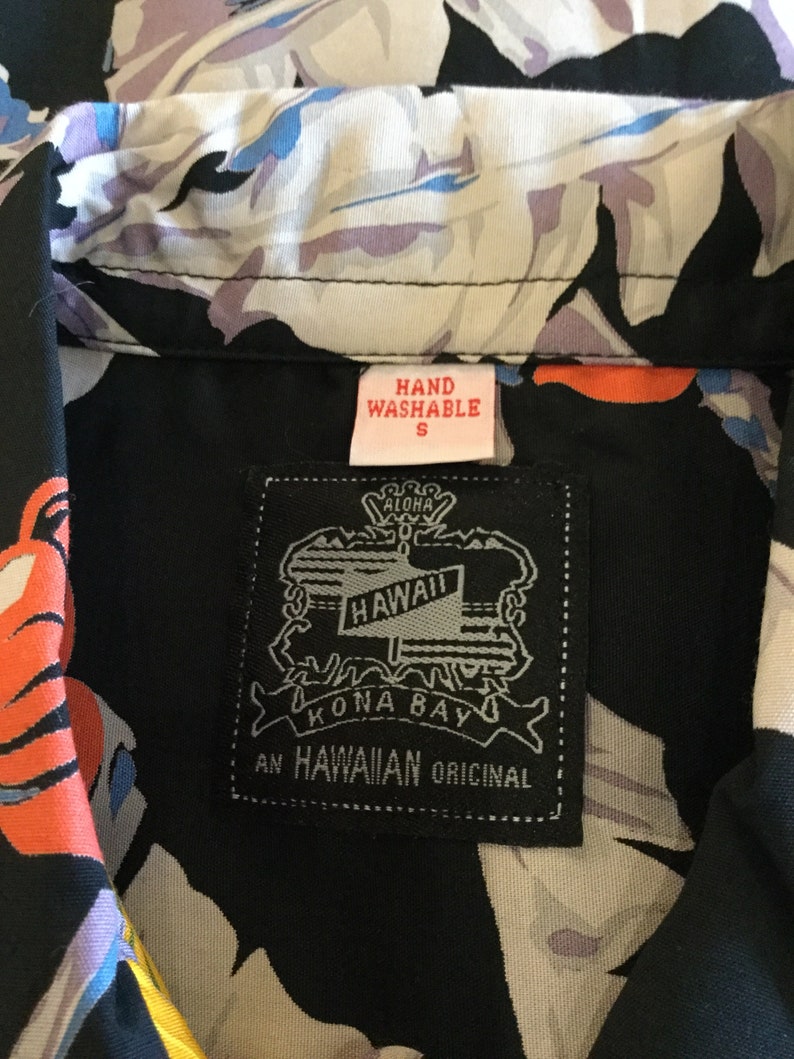 HAND
WASHABLE
S
ALOHA
HAWAII
KONA BAY
AN HAWAIIAN ORIGINAL